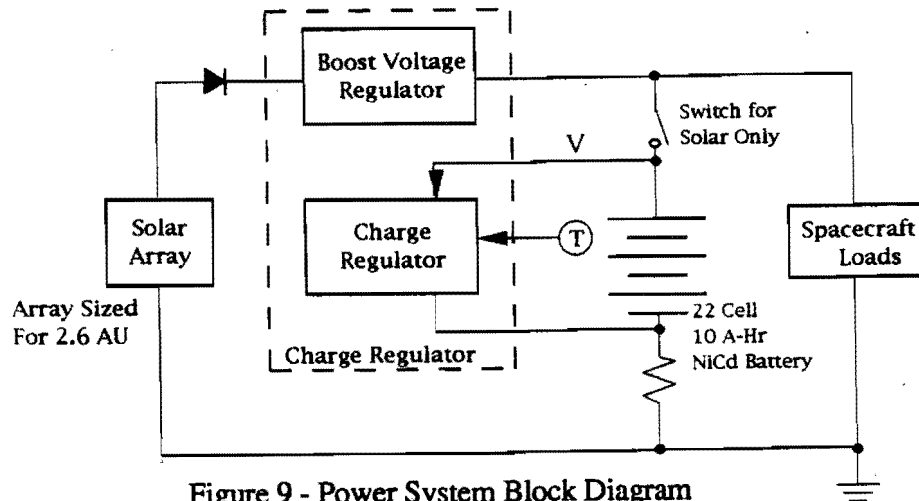 Boost Voltage
Regulator
Switch for
Solar Only
V
Solar
Array
Charge
Regulator
T
Spacecraft
Loads
Array Sized
For 2.6 AU
22 Cell
10 A-Hr
NiCd Battery
Charge Regulator
Figure 9 - Power System Block Diagram